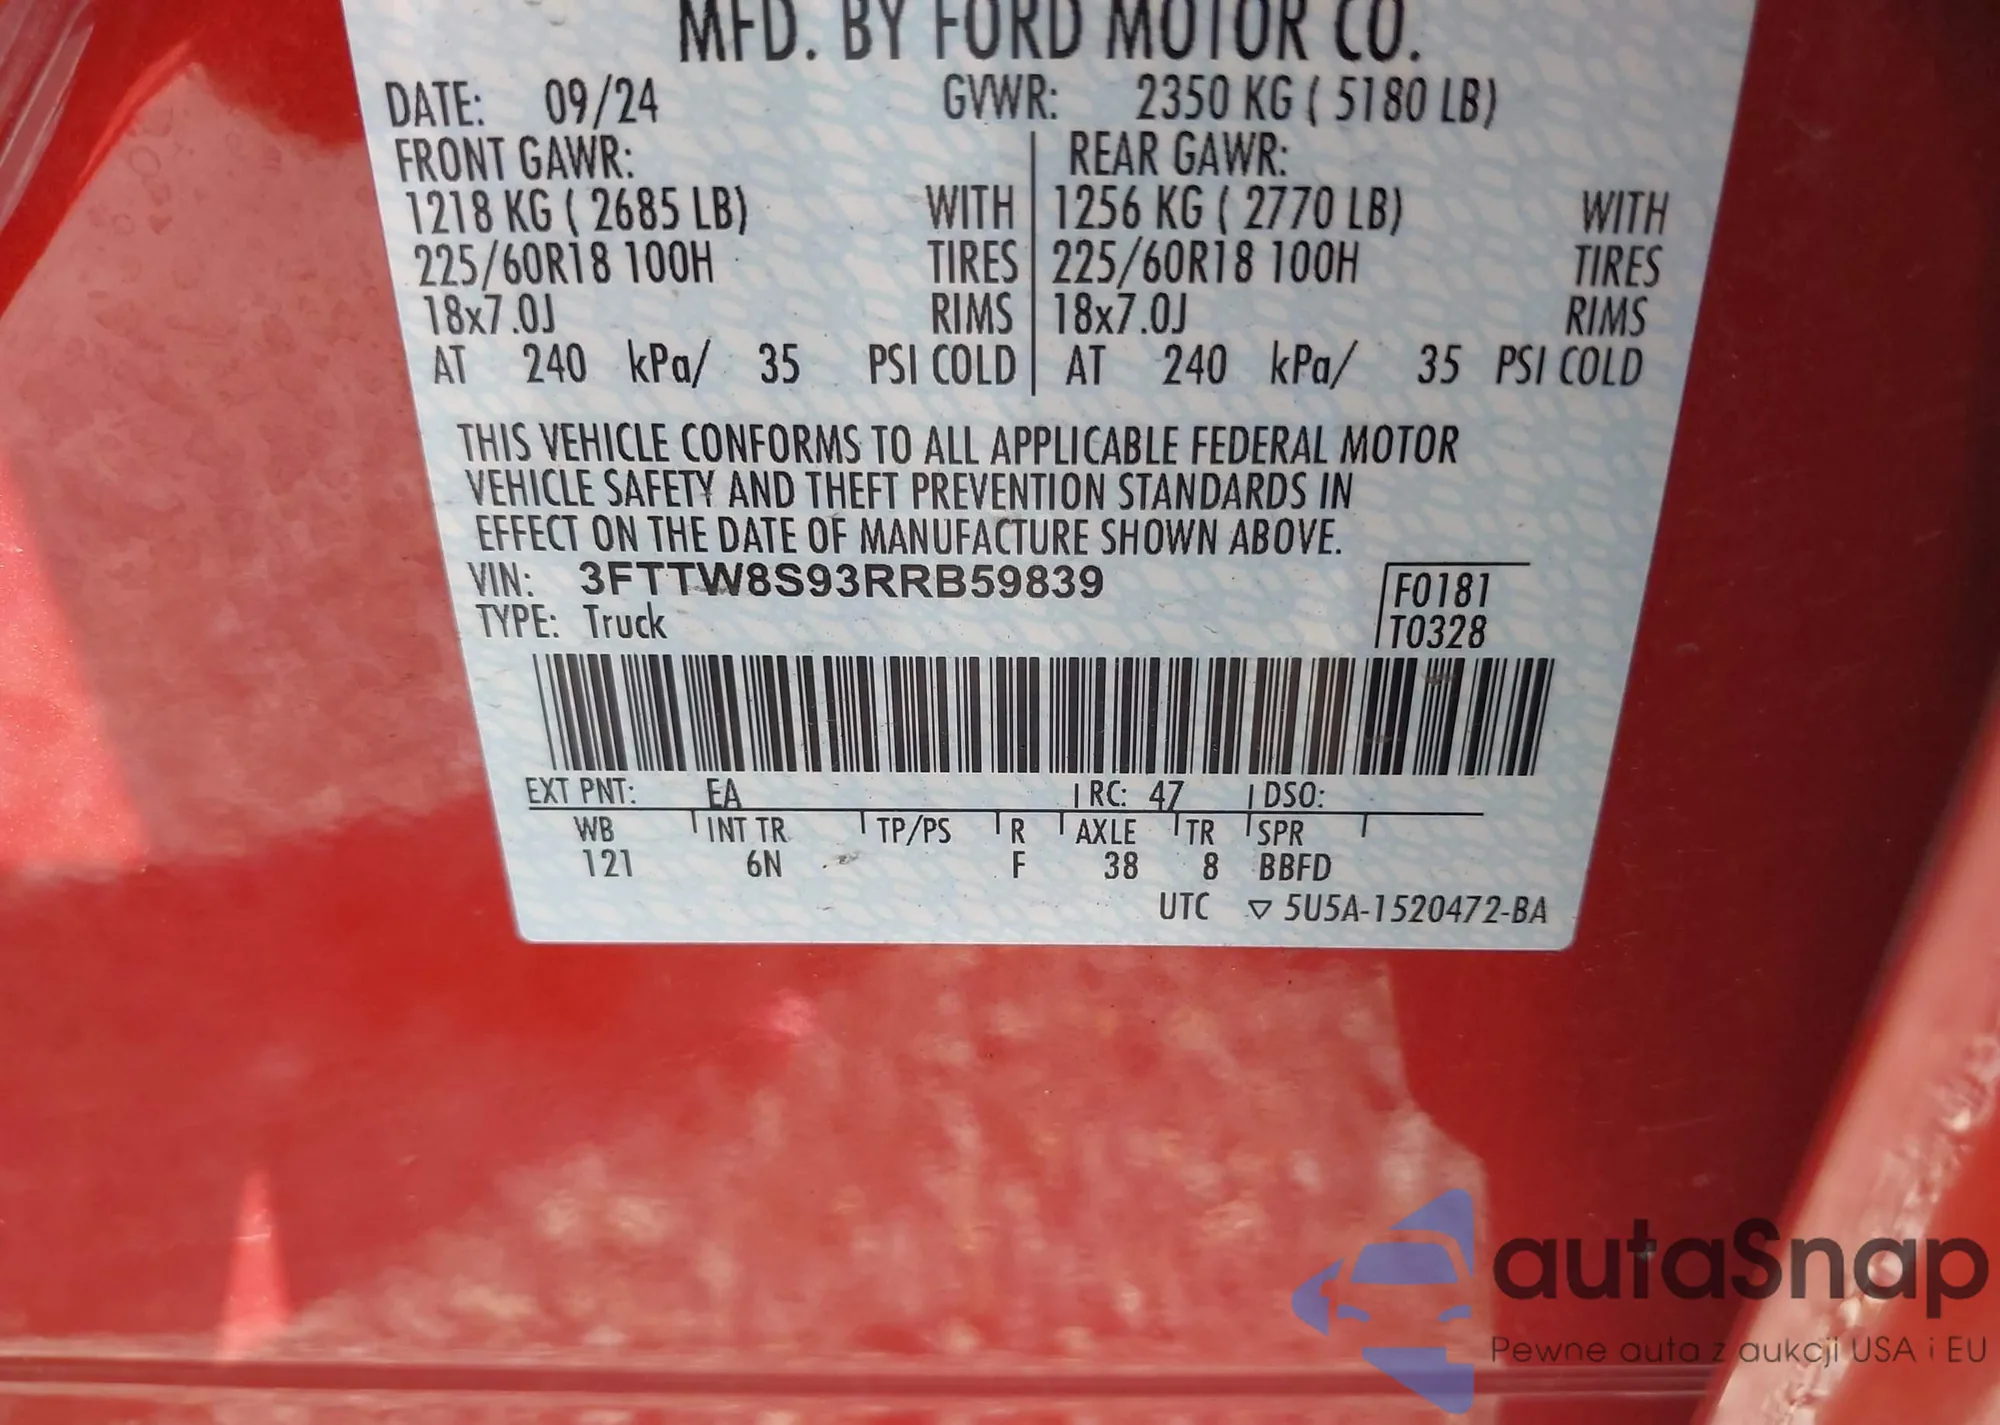 MFD. BY FORD MOTOR CO.
DATE: 09/24 GVWR: 2350 KG ( 5180 LB)
FRONT GAWR: REAR GAWR:
1218 KG ( 2685 LB) WITH 1256 KG ( 2770 LB) WITH
225/60R18 100H TIRES 225/60R18 100H TIRES
18x7.0J RIMS 18x7.0J RIMS
AT 240 kPa/ 35 PSI COLD AT 240 kPa/ 35 PSI COLD
THIS VEHICLE CONFORMS TO ALL APPLICABLE FEDERAL MOTOR
VEHICLE SAFETY AND THEFT PREVENTION STANDARDS IN
EFFECT ON THE DATE OF MANUFACTURE SHOWN ABOVE.
VIN: 3FTTW8S93RRB59839 F0181
TYPE: Truck T0328
EXT PNT: EA RC: 47 DSO:
WB INT TR TP/PS R AXLE TR SPR
121 6N F 38 8 BBFD
UTC ▽ 5U5A-1520472-BA
autaSnap
Pewne auta z aukcji USA i EU